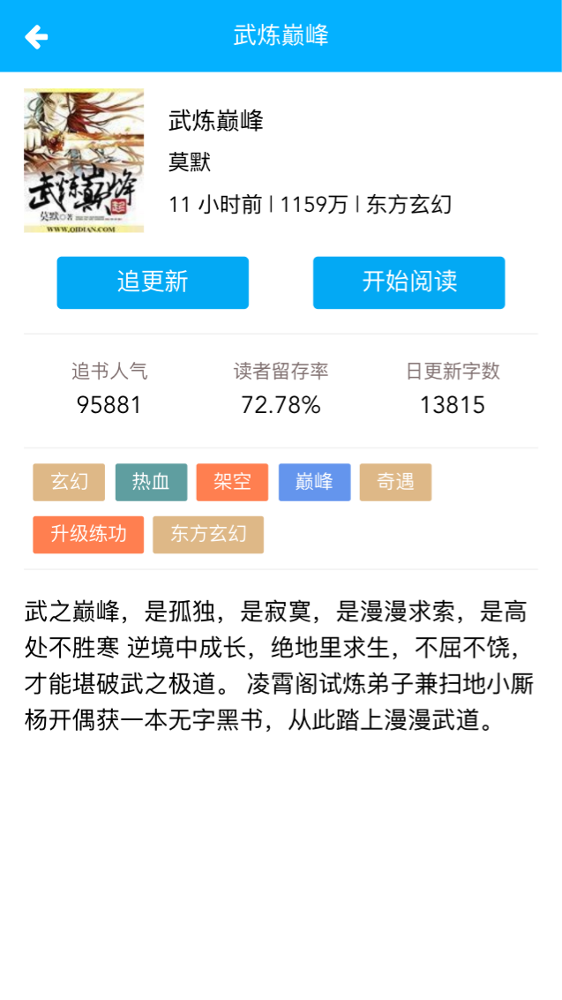 武炼巅峰
武炼巅峰
莫默
11 小时前 | 1159万 | 东方玄幻
武炼巅峰
莫默◎著
WWW.QIDIAN.COM
追更新
开始阅读
追书人气
读者留存率
日更新字数
95881
72.78%
13815
玄幻
热血
架空
巅峰
奇遇
升级练功
东方玄幻
武之巅峰，是孤独，是寂寞，是漫漫求索，是高
处不胜寒 逆境中成长，绝地里求生，不屈不饶，
才能堪破武之极道。 凌霄阁试炼弟子兼扫地小厮
杨开偶获一本无字黑书，从此踏上漫漫武道。